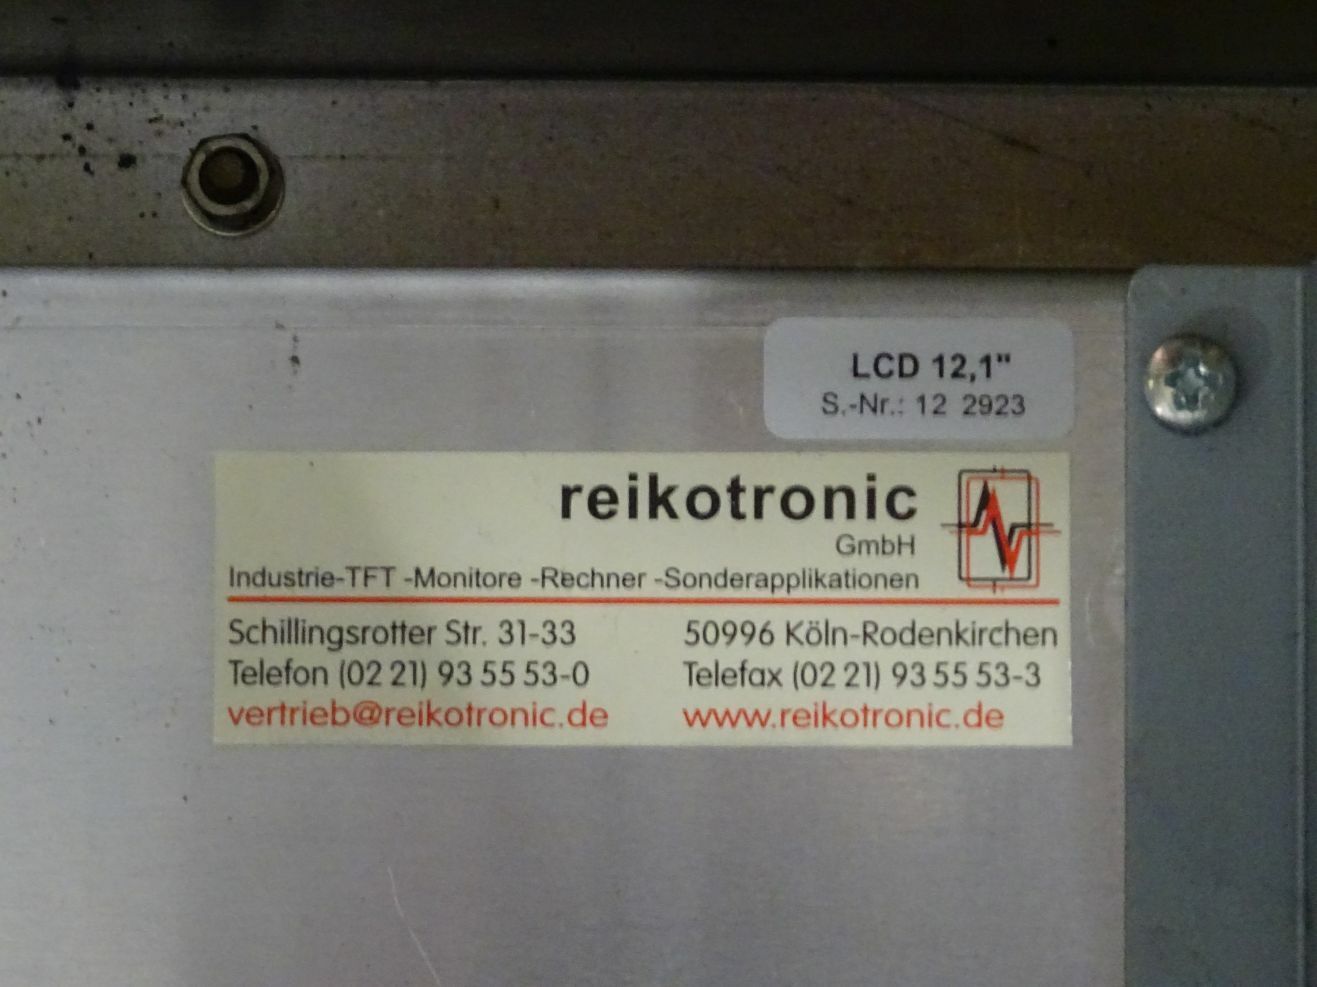 LCD 12,1"
S.-Nr.: 12 2923
reikotronic
GmbH
Industrie-TFT -Monitore -Rechner -Sonderapplikationen
Schillingsrotter Str. 31-33 50996 Köln-Rodenkirchen
Telefon (02 21) 93 55 53-0 Telefax (02 21) 93 55 53-3
vertrieb@reikotronic.de www.reikotronic.de